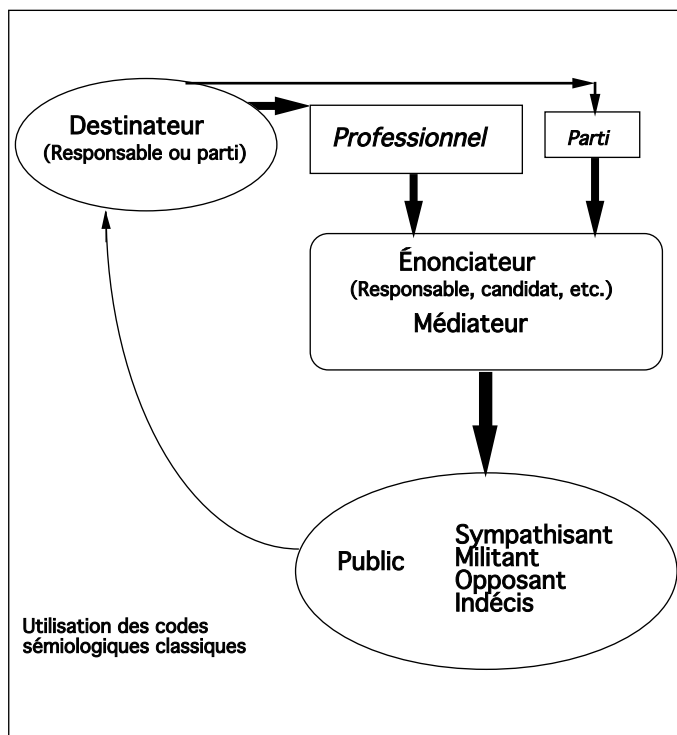 Destinateur
(Responsable ou parti)
Professionnel
Parti
Énonciateur
(Responsable, candidat, etc.)
Médiateur
Public
Sympathisant
Militant
Opposant
Indécis
Utilisation des codes
sémiologiques classiques